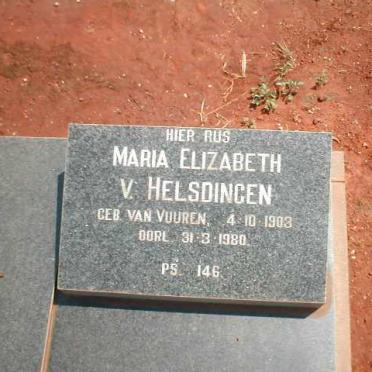 HIER RUS
MARIA ELIZABETH
V. HELSDINGEN
GEB. VAN VUUREN, 4-10-1903
OORL. 31-3-1980.
PS. 146.